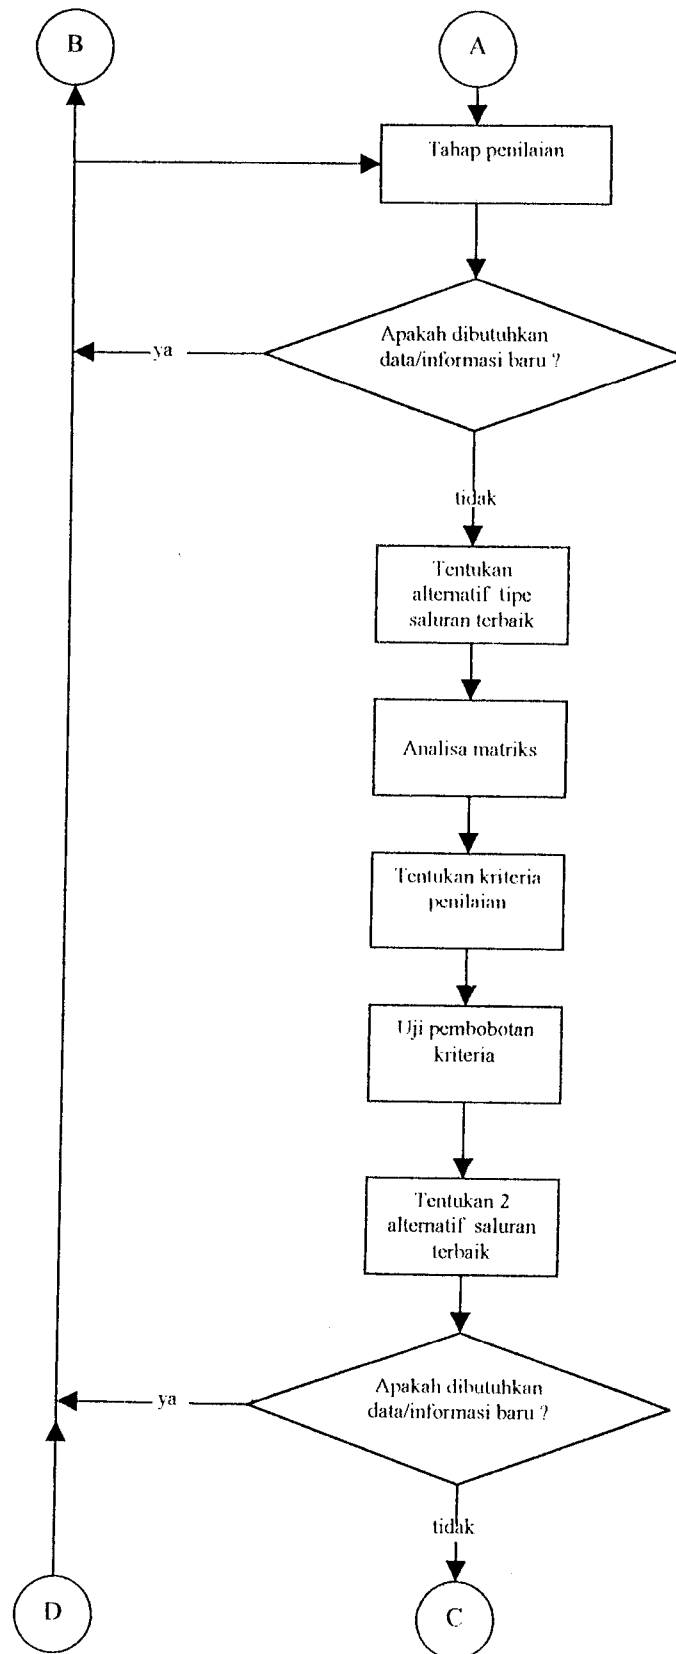 B
A
Tahap penilaian
Apakah dibutuhkan
data/informasi baru ?
ya
tidak
Tentukan
alternatif tipe
saluran terbaik
Analisa matriks
Tentukan kriteria
penilaian
Uji pembobotan
kriteria
Tentukan 2
alternatif saluran
terbaik
Apakah dibutuhkan
data/informasi baru ?
ya
tidak
D
C